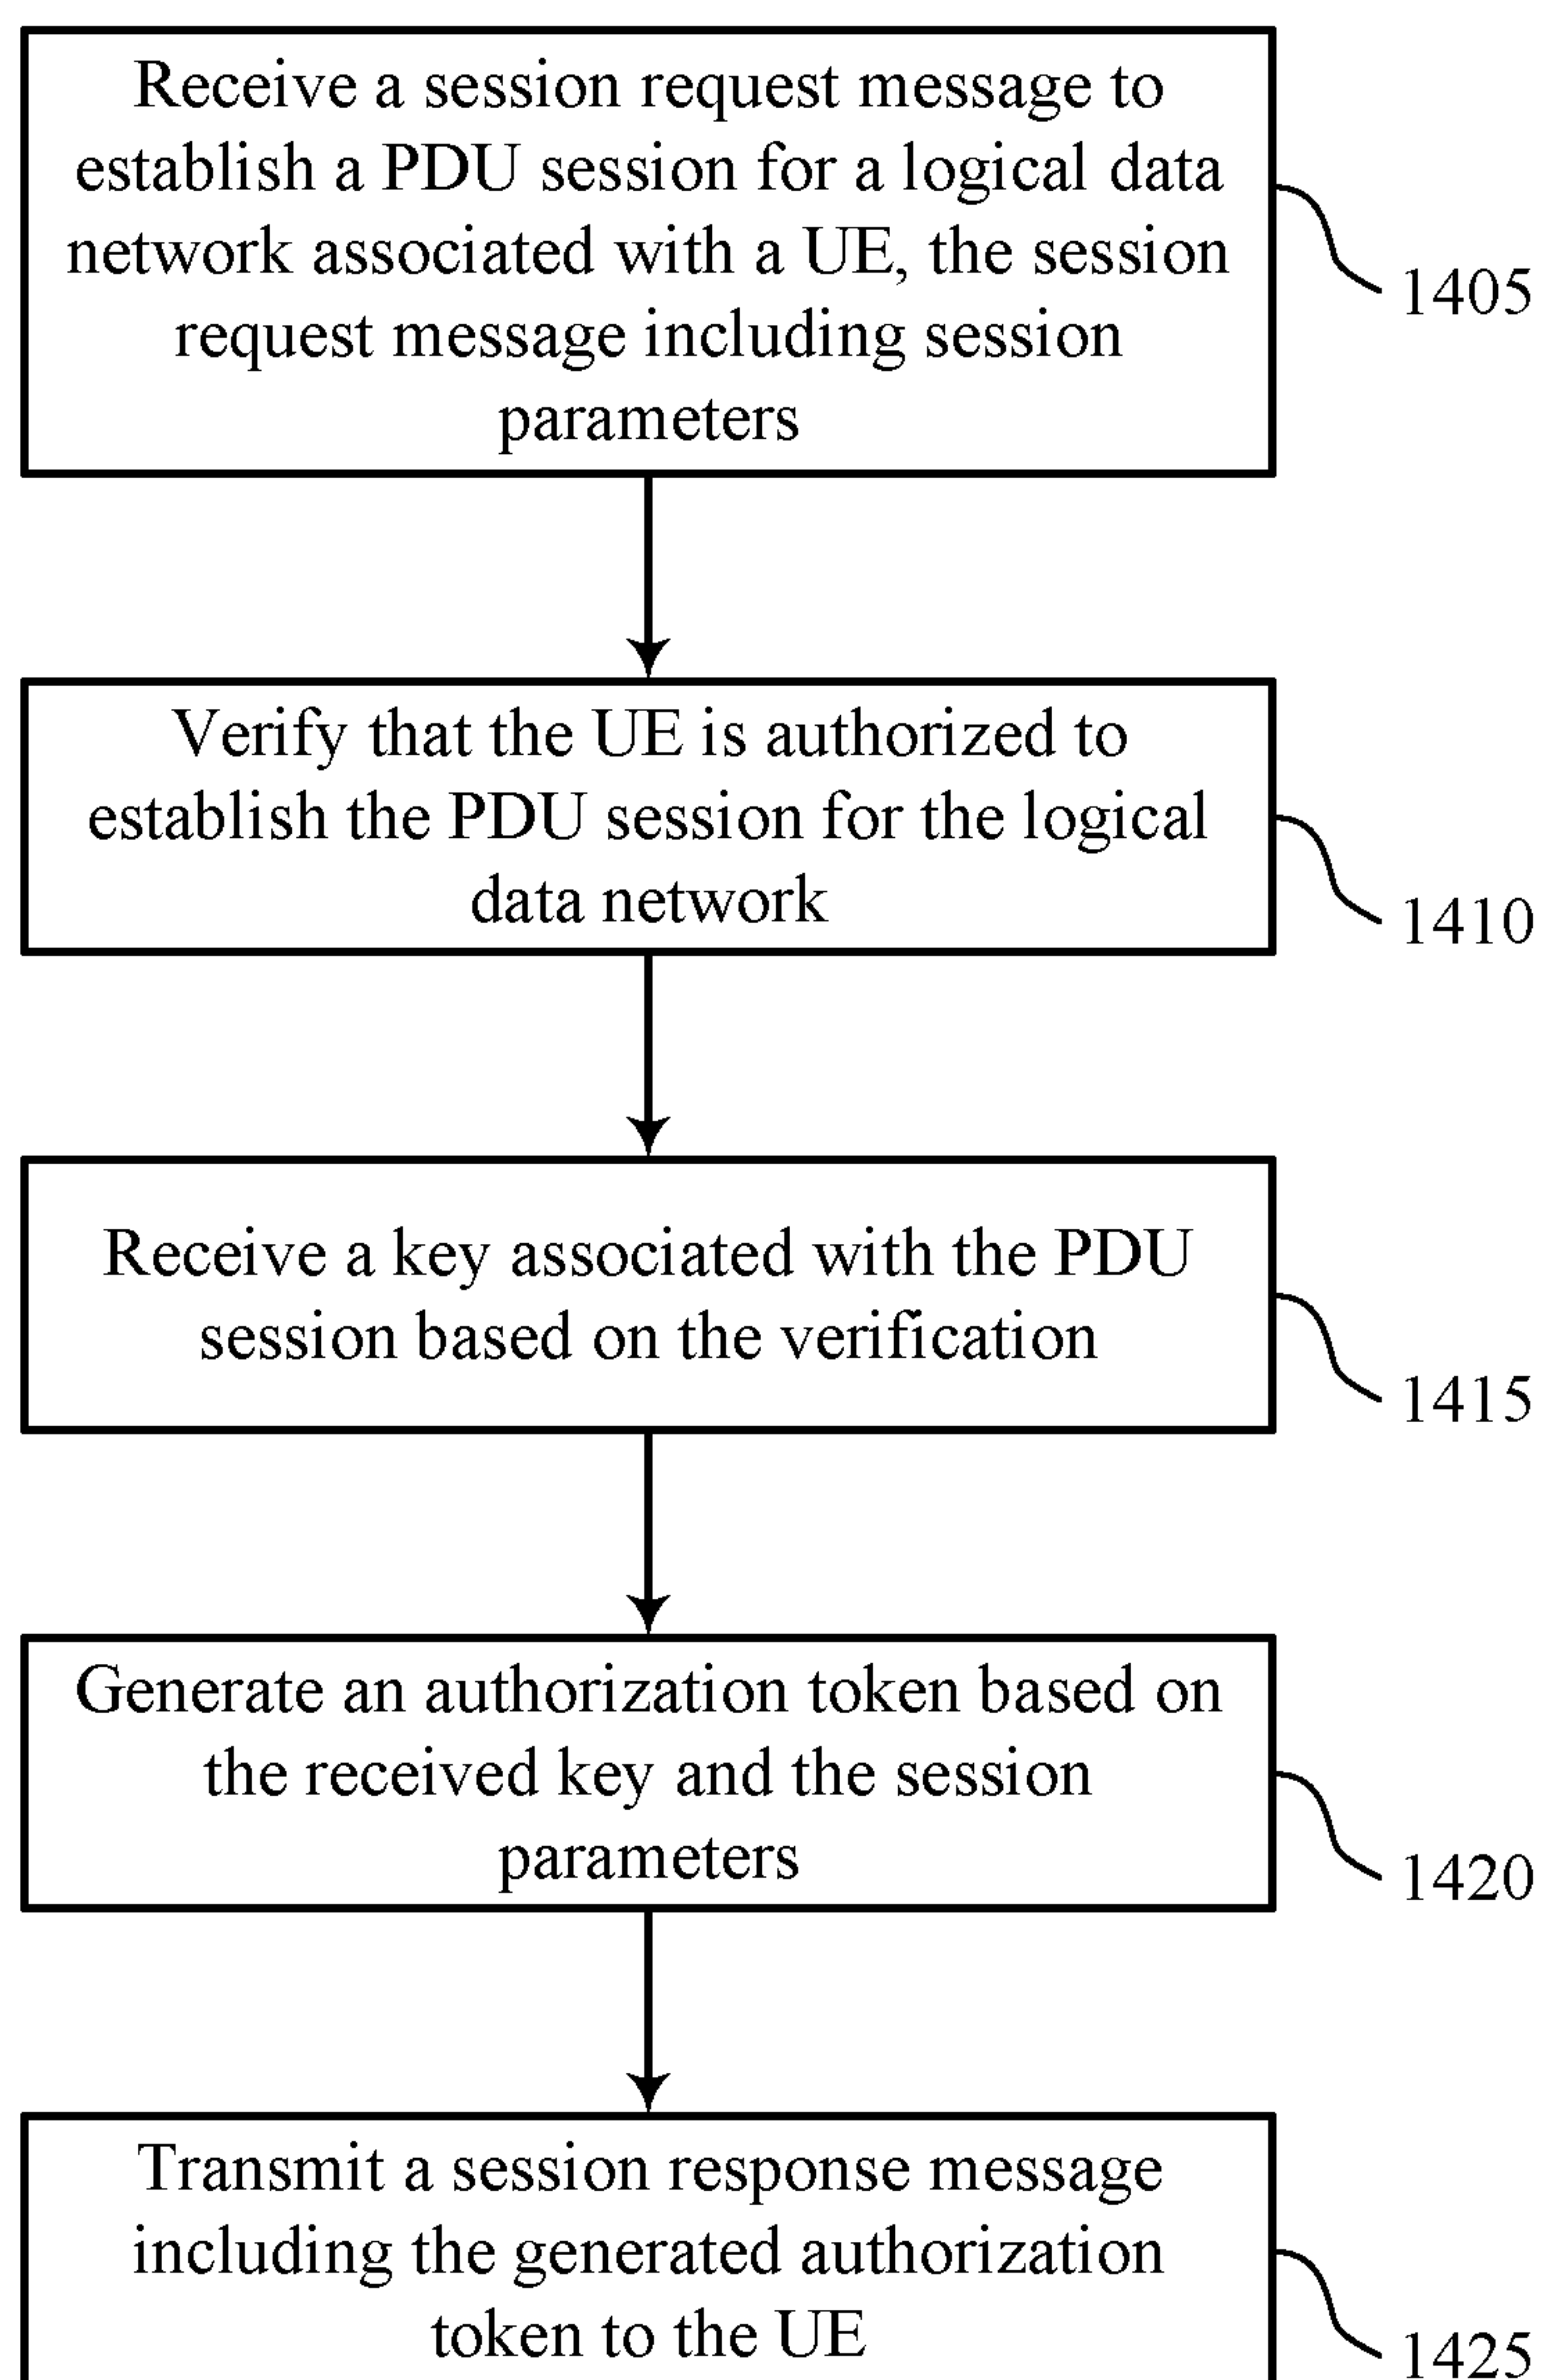 Receive a session request message to
establish a PDU session for a logical data
network associated with a UE, the session
request message including session
parameters
1405
Verify that the UE is authorized to
establish the PDU session for the logical
data network
1410
Receive a key associated with the PDU
session based on the verification
1415
Generate an authorization token based on
the received key and the session
parameters
1420
Transmit a session response message
including the generated authorization
token to the UE
1425